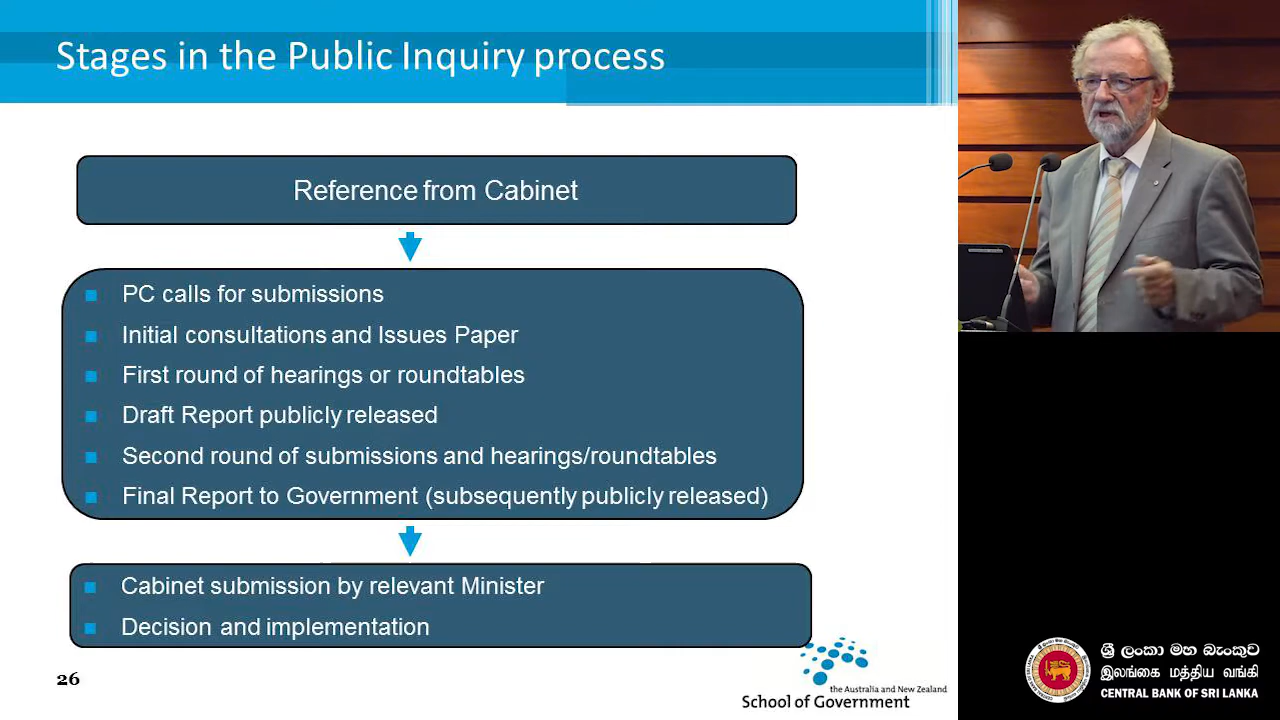 Stages in the Public Inquiry process
Reference from Cabinet
PC calls for submissions
Initial consultations and Issues Paper
First round of hearings or roundtables
Draft Report publicly released
Second round of submissions and hearings/roundtables
Final Report to Government (subsequently publicly released)
Cabinet submission by relevant Minister
Decision and implementation
26
the Australia and New Zealand
School of Government
ශ්‍රී ලංකා මහ බැංකුව
இலங்கை மத்திய வங்கி
CENTRAL BANK OF SRI LANKA